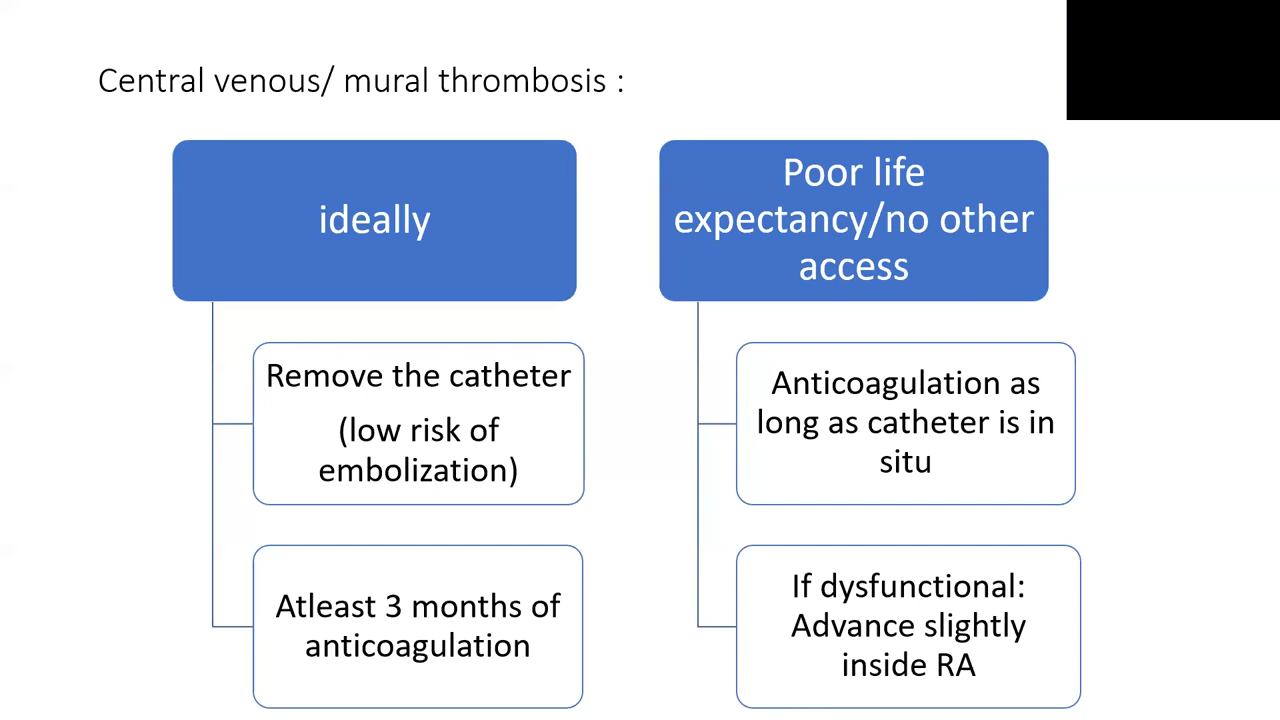 Central venous/ mural thrombosis :
ideally
Remove the catheter
(low risk of
embolization)
Atleast 3 months of
anticoagulation
Poor life
expectancy/no other
access
Anticoagulation as
long as catheter is in
situ
If dysfunctional:
Advance slightly
inside RA